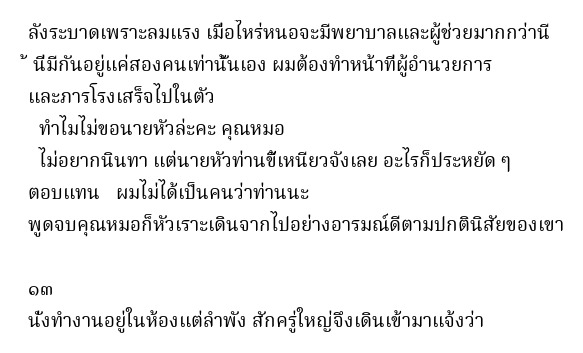 ลังระบาดเพราะลมแรง เมื่อไหร่หนอจะมีพยาบาลและผู้ช่วยมากกว่านี
้ นี่มีกันอยู่แค่สองคนเท่านั้นเอง ผมต้องทำหน้าที่ผู้อำนวยการ
และภารโรงเสร็จไปในตัว
ทำไมไม่ขอนายหัวล่ะคะ คุณหมอ
ไม่อยากนินทา แต่นายหัวท่านขี้เหนียวจังเลย อะไรก็ประหยัด ๆ
ตอบแทน ผมไม่ได้เป็นคนว่าท่านนะ
พูดจบคุณหมอก็หัวเราะเดินจากไปอย่างอารมณ์ดีตามปกตินิสัยของเขา
๑๓
นั่งทำงานอยู่ในห้องแต่ลำพัง สักครู่ใหญ่จึงเดินเข้ามาแจ้งว่า